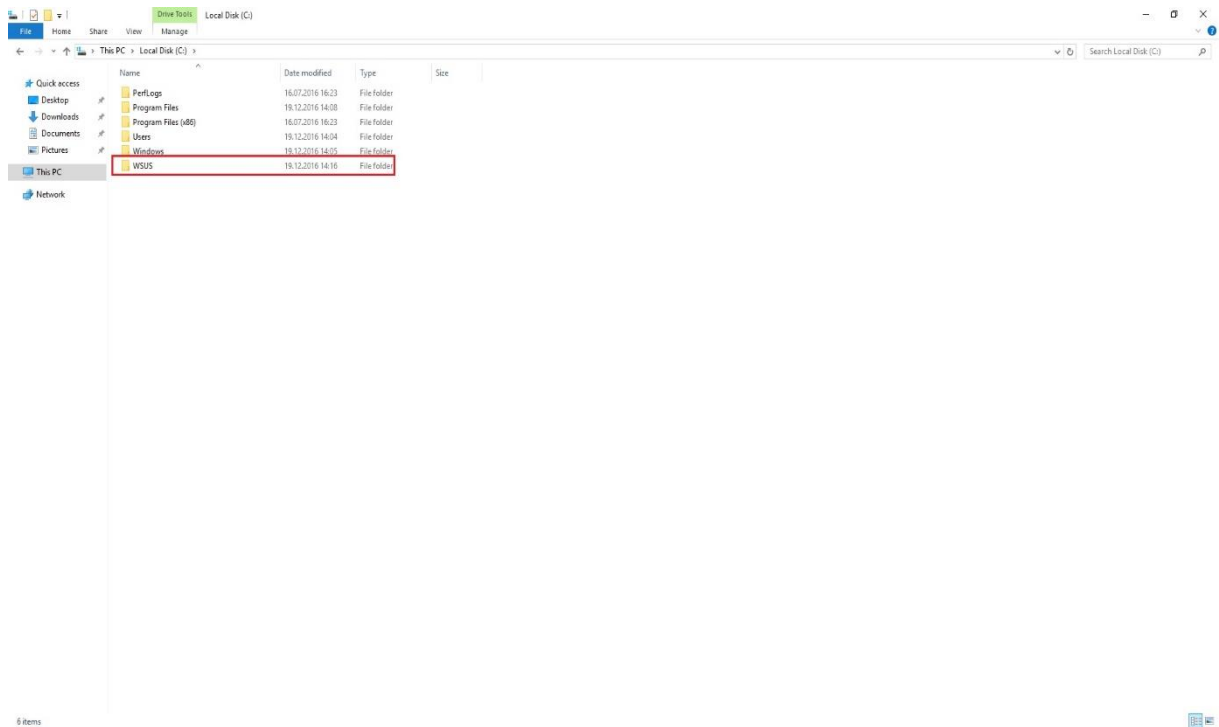 Drive Tools Local Disk (C:)
File Home Share View Manage
This PC > Local Disk (C:) >
Search Local Disk (C:)
Name Date modified Type Size
Quick access
Desktop
Downloads
Documents
Pictures
This PC
Network
PerfLogs 16.07.2016 16:23 File folder
Program Files 19.12.2016 14:08 File folder
Program Files (x86) 16.07.2016 16:23 File folder
Users 19.12.2016 14:04 File folder
Windows 19.12.2016 14:05 File folder
WSUS 19.12.2016 14:16 File folder
6 items